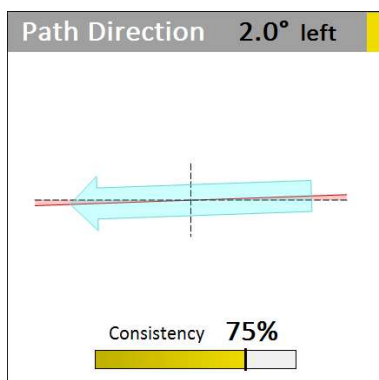 Path Direction 2.0° left
Consistency 75%